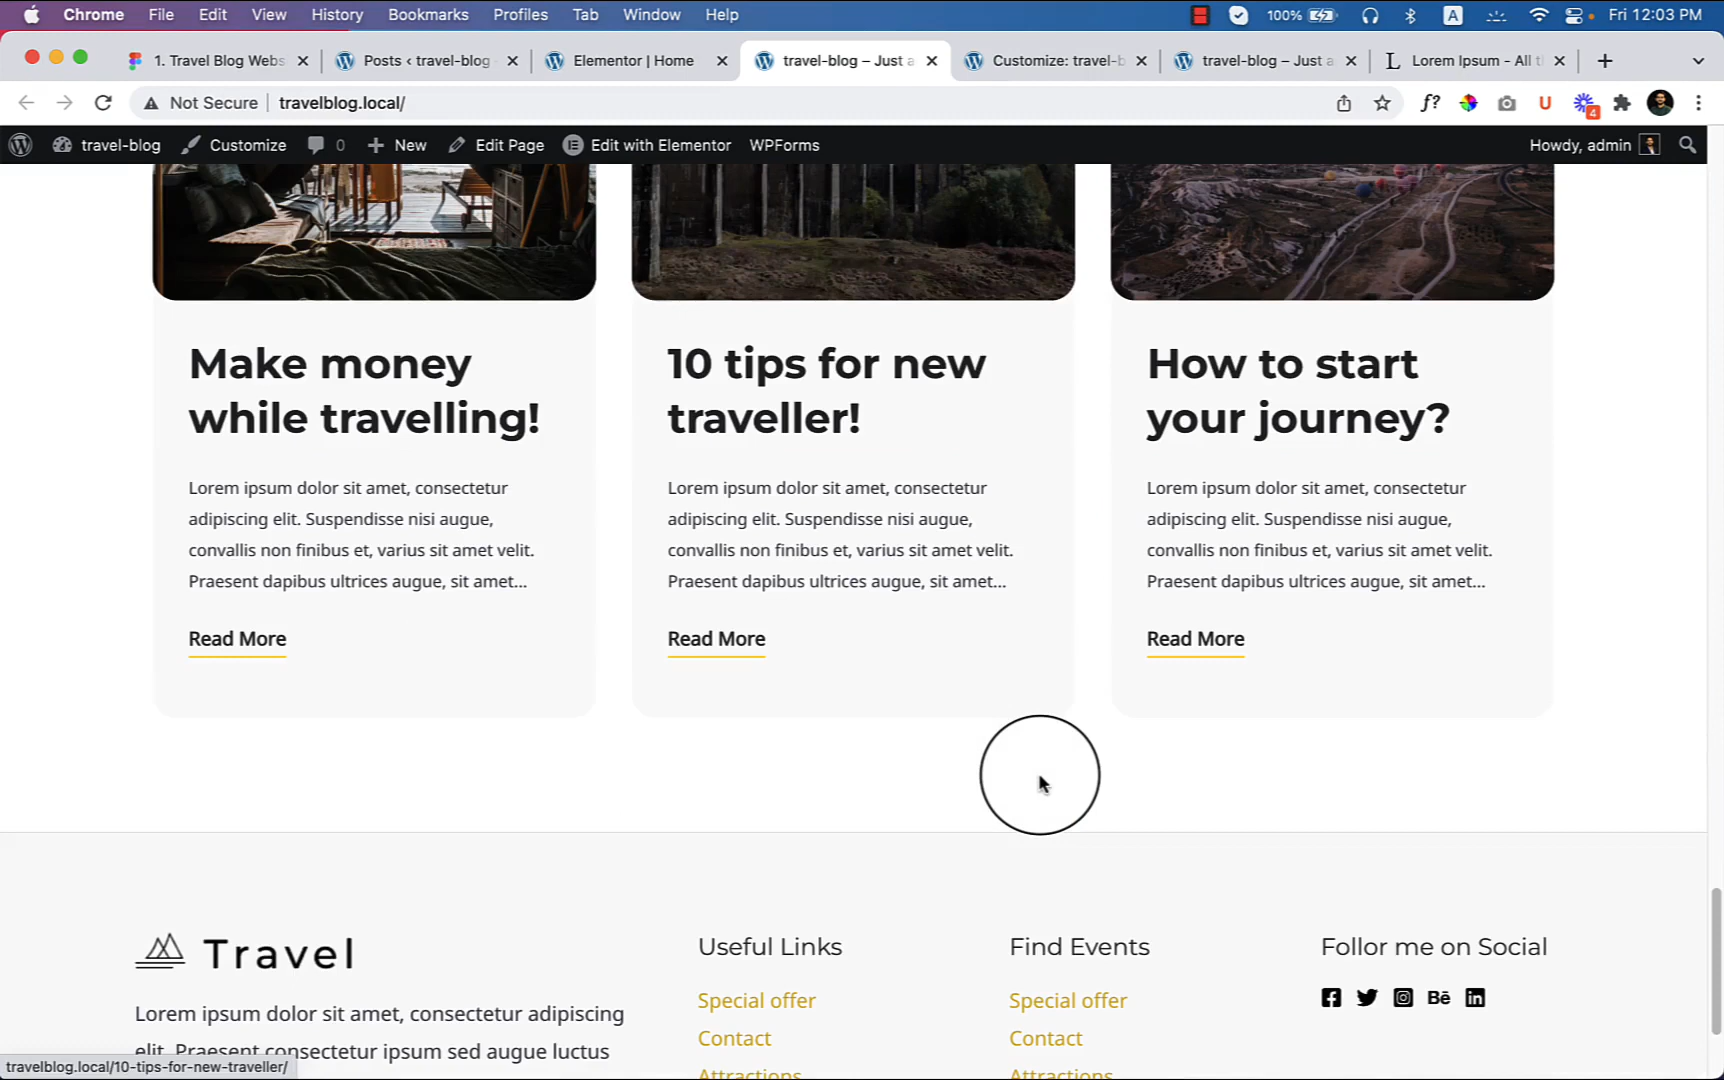 Chrome File Edit View History Bookmarks Profiles Tab Window Help 100% A Fri 12:03 PM
1. Travel Blog Webs Posts ‹ travel-blog Elementor | Home travel-blog – Just a Customize: travel-b travel-blog – Just a L Lorem Ipsum - All t
Not Secure travelblog.local/ f? U 4
travel-blog Customize 0 New Edit Page Edit with Elementor WPForms Howdy, admin
Make money
while travelling!
Lorem ipsum dolor sit amet, consectetur
adipiscing elit. Suspendisse nisi augue,
convallis non finibus et, varius sit amet velit.
Praesent dapibus ultrices augue, sit amet...
Read More
10 tips for new
traveller!
Lorem ipsum dolor sit amet, consectetur
adipiscing elit. Suspendisse nisi augue,
convallis non finibus et, varius sit amet velit.
Praesent dapibus ultrices augue, sit amet...
Read More
How to start
your journey?
Lorem ipsum dolor sit amet, consectetur
adipiscing elit. Suspendisse nisi augue,
convallis non finibus et, varius sit amet velit.
Praesent dapibus ultrices augue, sit amet...
Read More
Travel
Lorem ipsum dolor sit amet, consectetur adipiscing
elit. Praesent consectetur ipsum sed augue luctus
Useful Links
Special offer
Contact
Attractions
Find Events
Special offer
Contact
Attractions
Follor me on Social
Bē
travelblog.local/10-tips-for-new-traveller/